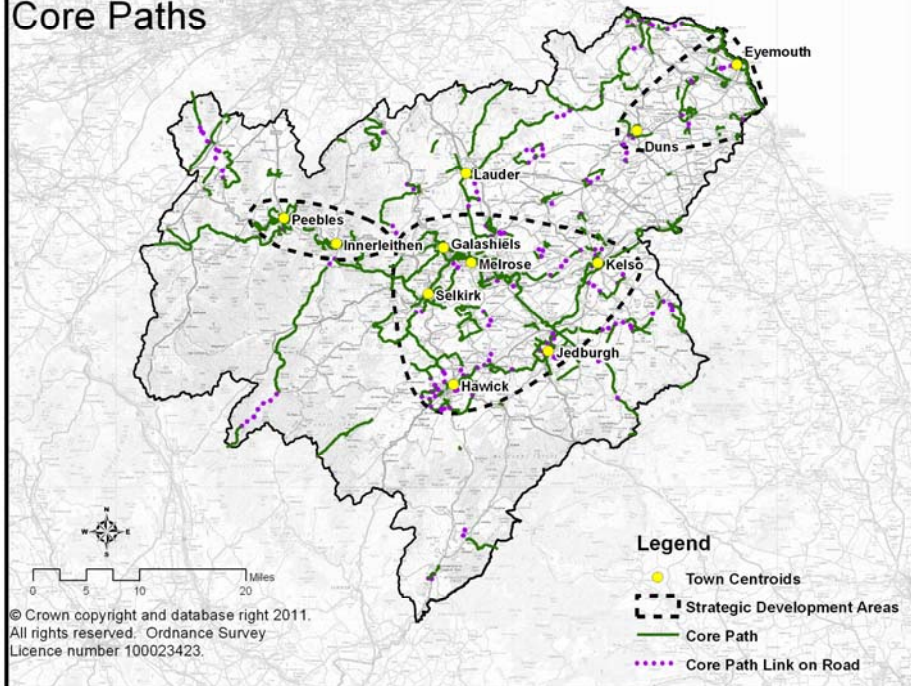 Core Paths
Eyemouth
Duns
Lauder
Peebles
Innerleithen
Galashiels
Melrose
Kelso
Selkirk
Jedburgh
Hawick
N
W
E
S
Miles
0 5 10 20
© Crown copyright and database right 2011.
All rights reserved. Ordnance Survey
Licence number 100023423.
Legend
Town Centroids
Strategic Development Areas
Core Path
Core Path Link on Road